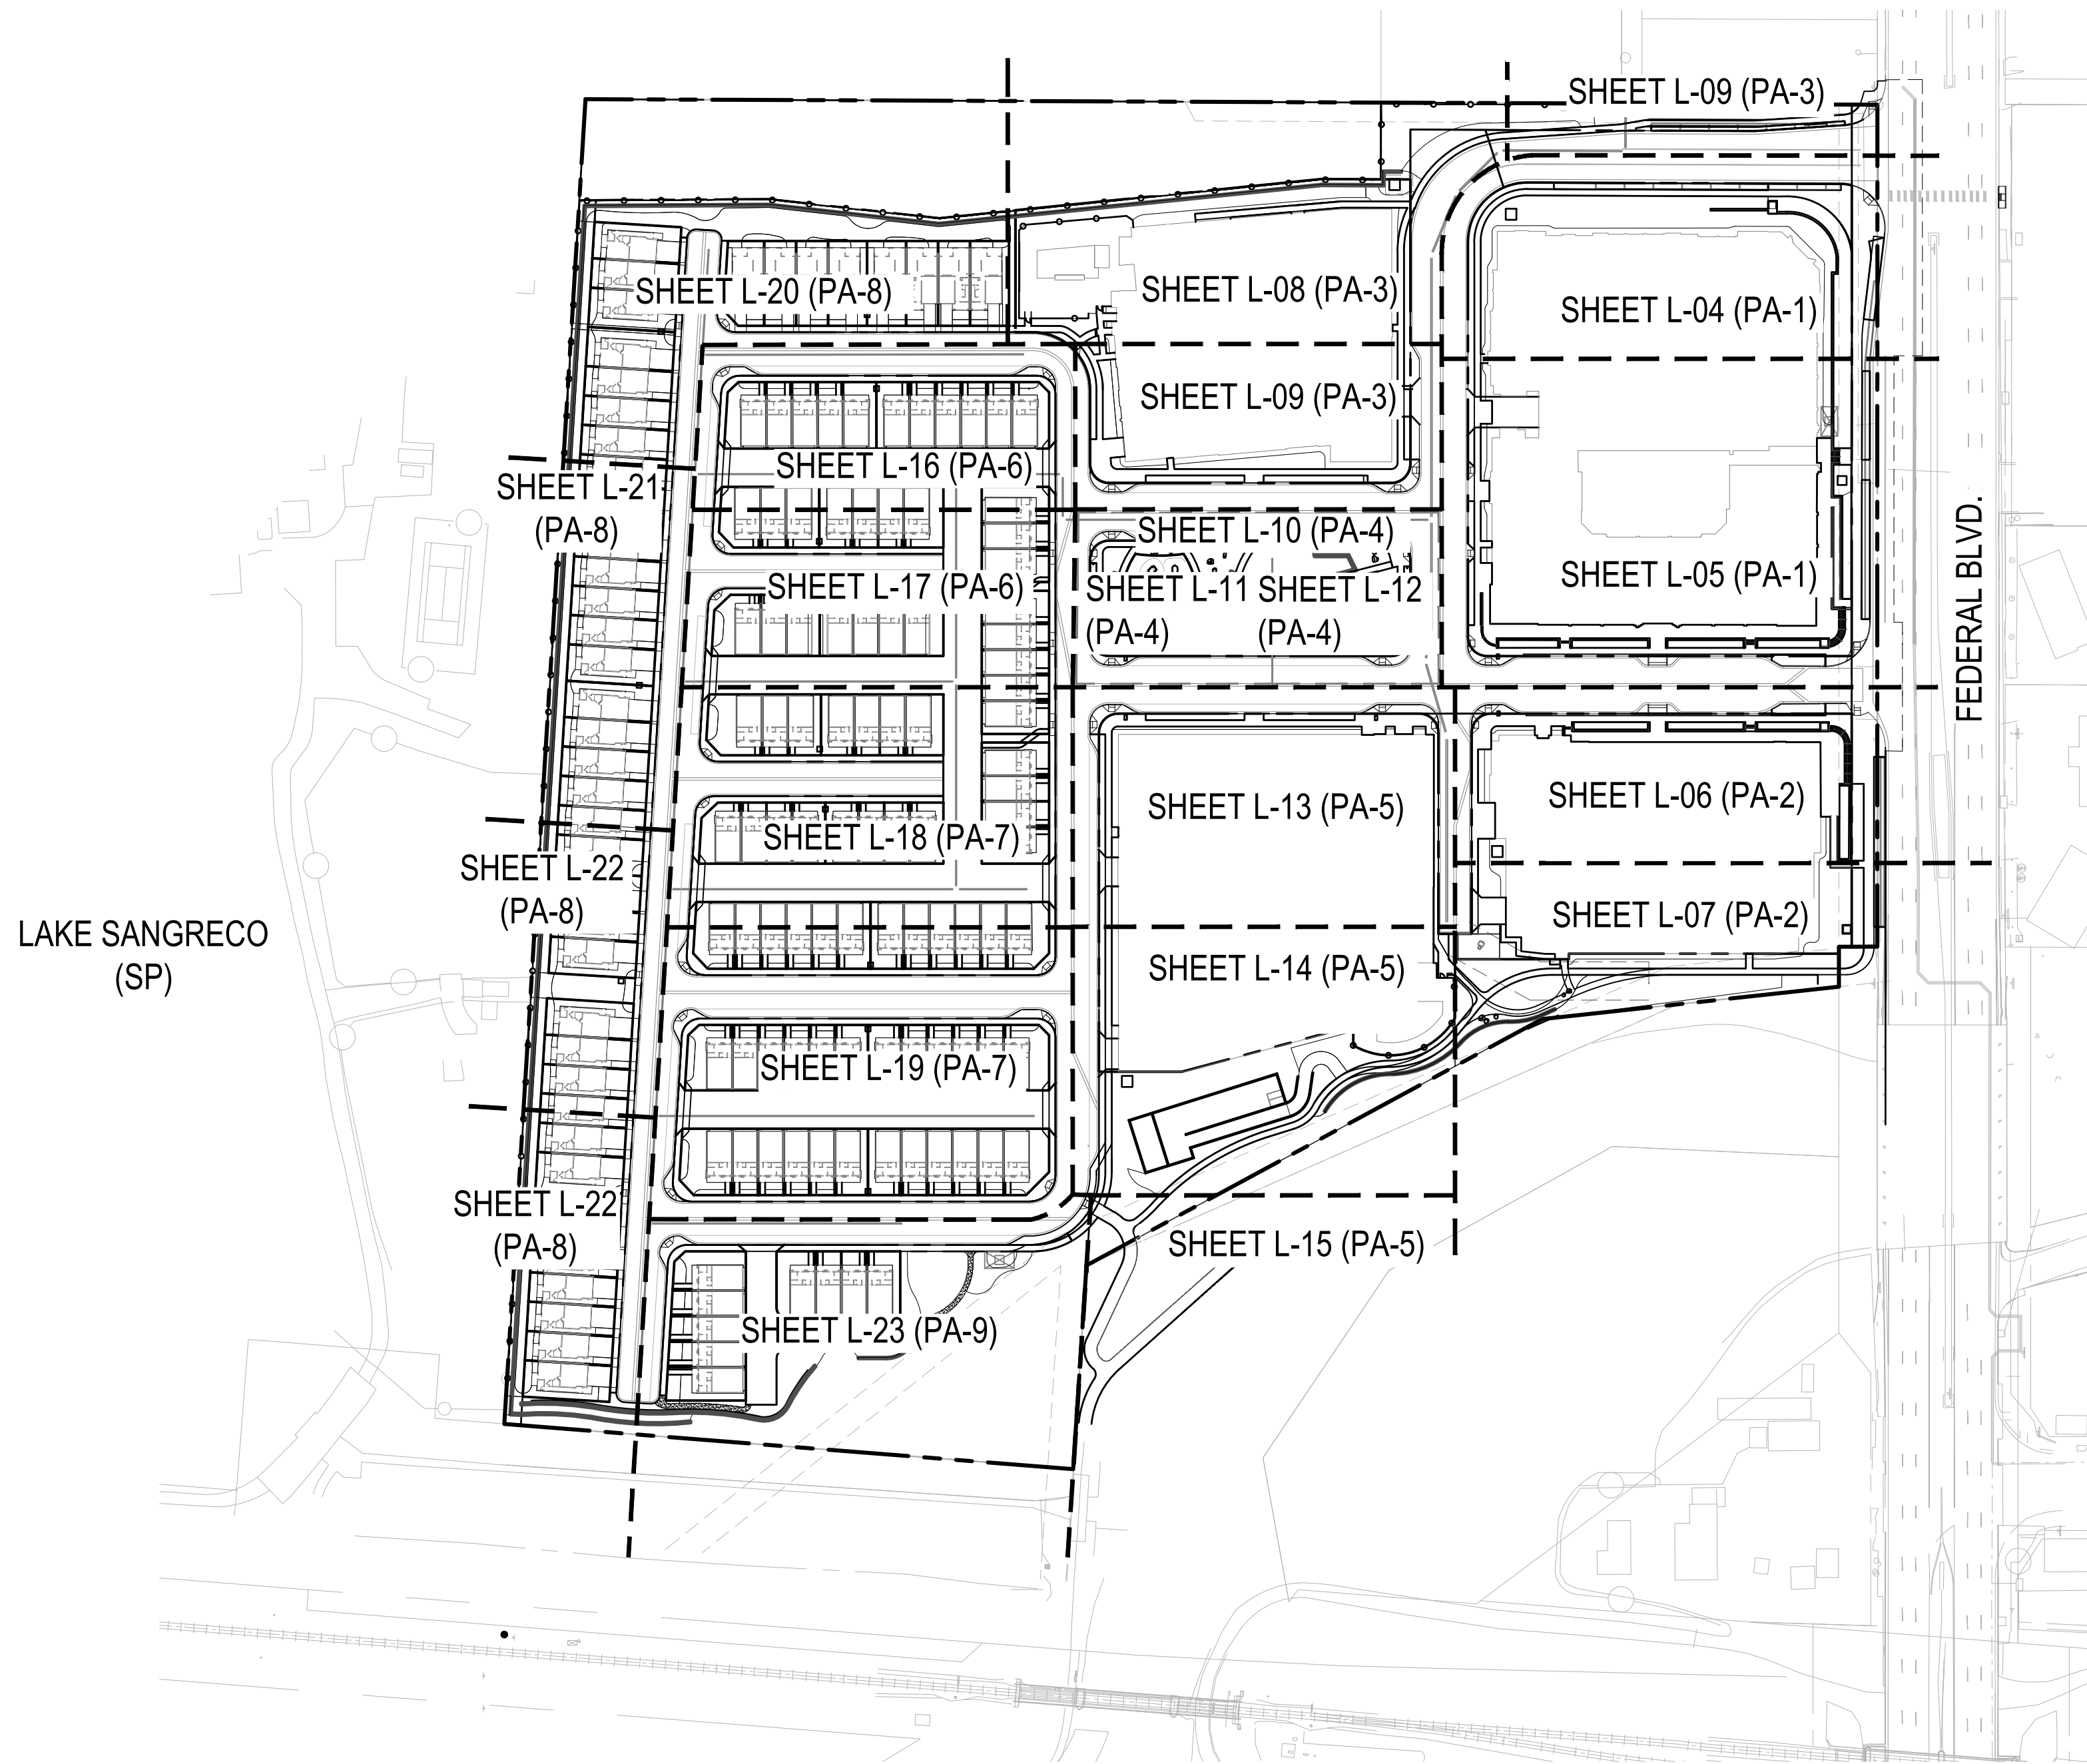 SHEET L-09 (PA-3)
SHEET L-20 (PA-8)
SHEET L-08 (PA-3)
SHEET L-04 (PA-1)
SHEET L-09 (PA-3)
SHEET L-16 (PA-6)
SHEET L-21
(PA-8)
SHEET L-10 (PA-4)
SHEET L-17 (PA-6)
SHEET L-11
(PA-4)
SHEET L-12
(PA-4)
SHEET L-05 (PA-1)
FEDERAL BLVD.
SHEET L-13 (PA-5)
SHEET L-06 (PA-2)
SHEET L-18 (PA-7)
SHEET L-22
(PA-8)
SHEET L-07 (PA-2)
LAKE SANGRECO
(SP)
SHEET L-14 (PA-5)
SHEET L-19 (PA-7)
SHEET L-22
(PA-8)
SHEET L-15 (PA-5)
SHEET L-23 (PA-9)